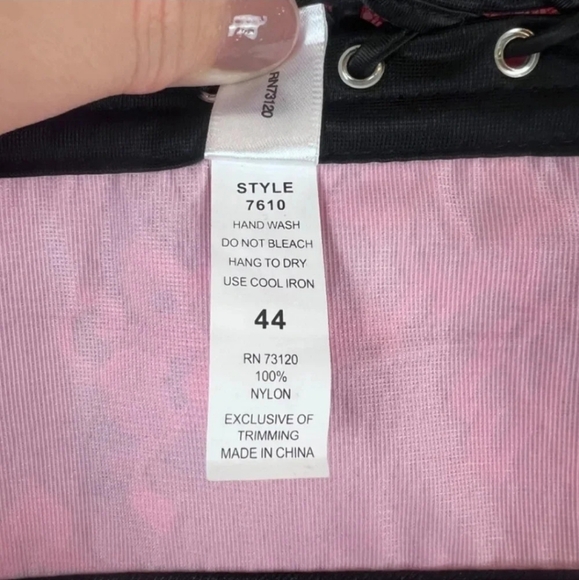 RN73120
STYLE
7610
HAND WASH
DO NOT BLEACH
HANG TO DRY
USE COOL IRON
44
RN 73120
100%
NYLON
EXCLUSIVE OF
TRIMMING
MADE IN CHINA